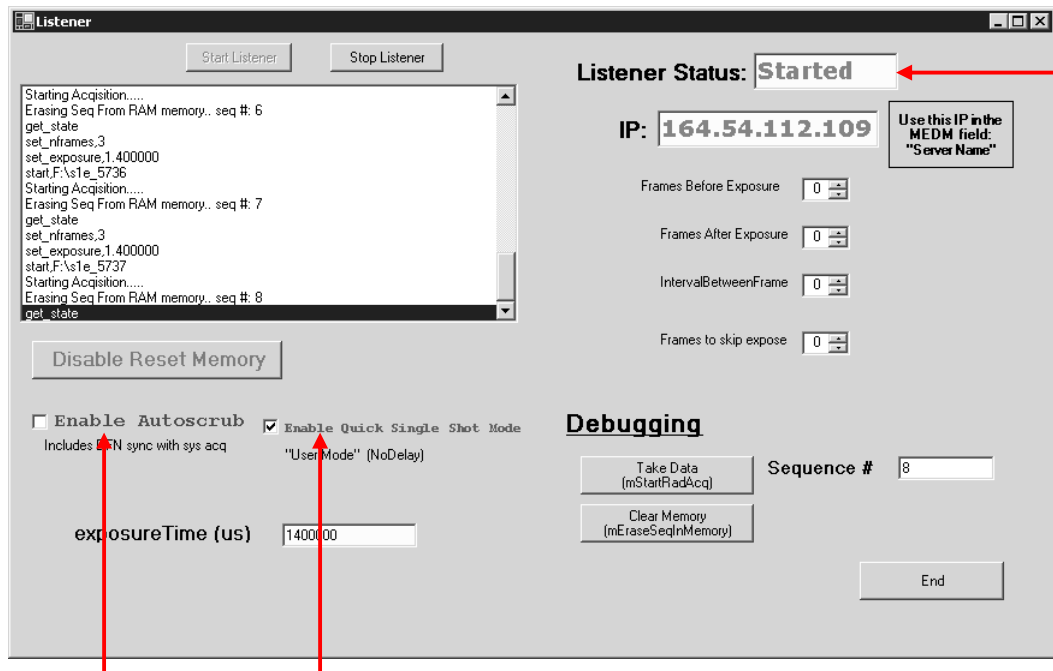 Listener
Start Listener
Stop Listener
Starting Acqisition.....
Erasing Seq From RAM memory.. seq #: 6
get_state
set_nframes,3
set_exposure,1.400000
start,F:\s1e_5736
Starting Acqisition.....
Erasing Seq From RAM memory.. seq #: 7
get_state
set_nframes,3
set_exposure,1.400000
start,F:\s1e_5737
Starting Acqisition.....
Erasing Seq From RAM memory.. seq #: 8
get_state
Disable Reset Memory
Enable Autoscrub
Includes
N sync with sys acq
Enable Quick Single Shot Mode
"User Mode" (NoDelay)
exposureTime (us)
1400000
Listener Status:
Started
IP:
164.54.112.109
Use this IP in the
MEDM field:
"Server Name"
Frames Before Exposure
0
Frames After Exposure
0
IntervalBetweenFrame
0
Frames to skip expose
0
Debugging
Take Data
(mStartRadAcq)
Sequence #
8
Clear Memory
(mEraseSeqInMemory)
End